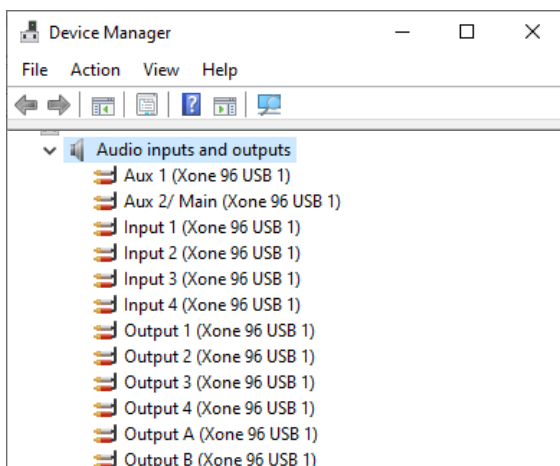 Device Manager
File Action View Help
Audio inputs and outputs
Aux 1 (Xone 96 USB 1)
Aux 2/ Main (Xone 96 USB 1)
Input 1 (Xone 96 USB 1)
Input 2 (Xone 96 USB 1)
Input 3 (Xone 96 USB 1)
Input 4 (Xone 96 USB 1)
Output 1 (Xone 96 USB 1)
Output 2 (Xone 96 USB 1)
Output 3 (Xone 96 USB 1)
Output 4 (Xone 96 USB 1)
Output A (Xone 96 USB 1)
Output B (Xone 96 USB 1)